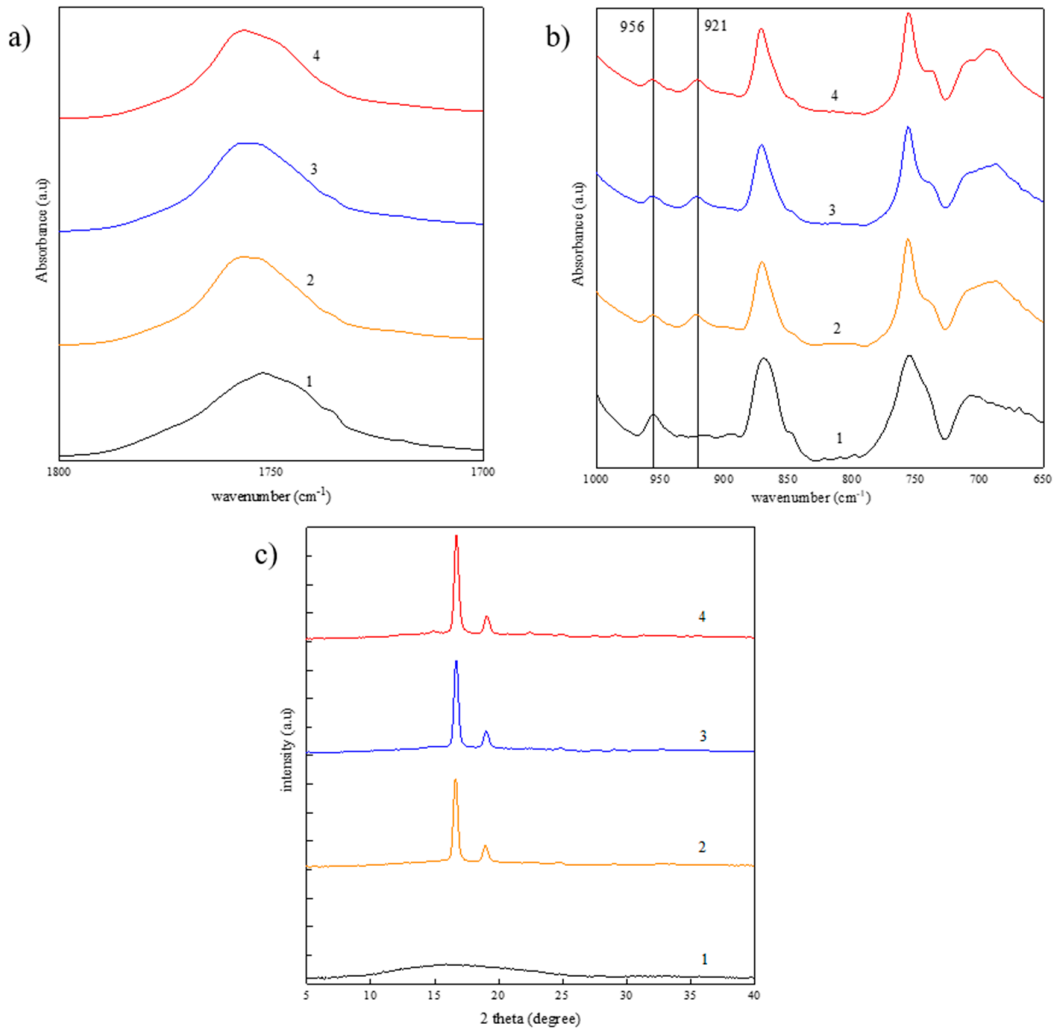 a)
4
3
2
1
Absorbance (a.u)
1800 1750 1700
wavenumber (cm⁻¹)
b)
956 921
4
3
2
1
Absorbance (a.u)
1000 950 900 850 800 750 700 650
wavenumber (cm⁻¹)
c)
4
3
2
1
intensity (a.u)
5 10 15 20 25 30 35 40
2 theta (degree)